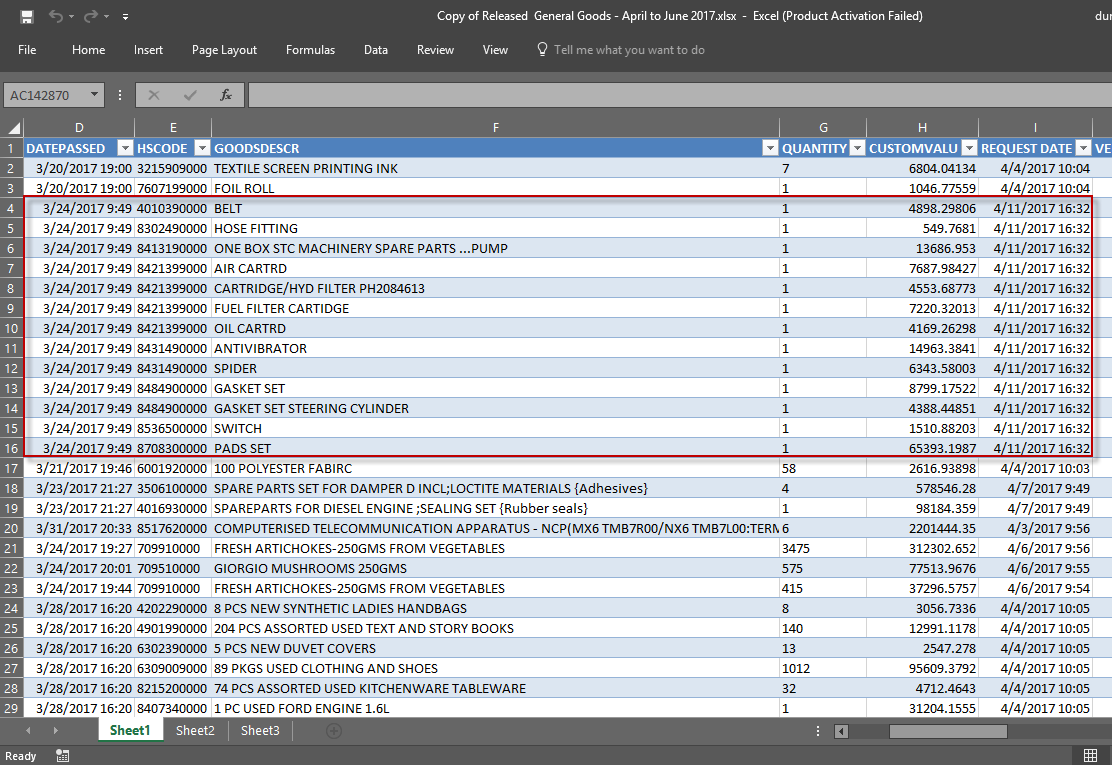 Copy of Released General Goods - April to June 2017.xlsx - Excel (Product Activation Failed)
File Home Insert Page Layout Formulas Data Review View Tell me what you want to do
AC142870 fx
D E F G H I
1 DATEPASSED HSCODE GOODSDESCR QUANTITY CUSTOMVALU REQUEST DATE VE
2 3/20/2017 19:00 3215909000 TEXTILE SCREEN PRINTING INK 7 6804.04134 4/4/2017 10:04
3 3/20/2017 19:00 7607199000 FOIL ROLL 1 1046.77559 4/4/2017 10:04
4 3/24/2017 9:49 4010390000 BELT 1 4898.29806 4/11/2017 16:32
5 3/24/2017 9:49 8302490000 HOSE FITTING 1 549.7681 4/11/2017 16:32
6 3/24/2017 9:49 8413190000 ONE BOX STC MACHINERY SPARE PARTS ...PUMP 1 13686.953 4/11/2017 16:32
7 3/24/2017 9:49 8421399000 AIR CARTRD 1 7687.98427 4/11/2017 16:32
8 3/24/2017 9:49 8421399000 CARTRIDGE/HYD FILTER PH2084613 1 4553.68773 4/11/2017 16:32
9 3/24/2017 9:49 8421399000 FUEL FILTER CARTIDGE 1 7220.32013 4/11/2017 16:32
10 3/24/2017 9:49 8421399000 OIL CARTRD 1 4169.26298 4/11/2017 16:32
11 3/24/2017 9:49 8431490000 ANTIVIBRATOR 1 14963.3841 4/11/2017 16:32
12 3/24/2017 9:49 8431490000 SPIDER 1 6343.58003 4/11/2017 16:32
13 3/24/2017 9:49 8484900000 GASKET SET 1 8799.17522 4/11/2017 16:32
14 3/24/2017 9:49 8484900000 GASKET SET STEERING CYLINDER 1 4388.44851 4/11/2017 16:32
15 3/24/2017 9:49 8536500000 SWITCH 1 1510.88203 4/11/2017 16:32
16 3/24/2017 9:49 8708300000 PADS SET 1 65393.1987 4/11/2017 16:32
17 3/21/2017 19:46 6001920000 100 POLYESTER FABIRC 58 2616.93898 4/4/2017 10:03
18 3/23/2017 21:27 3506100000 SPARE PARTS SET FOR DAMPER D INCL;LOCTITE MATERIALS {Adhesives} 4 578546.28 4/7/2017 9:49
19 3/23/2017 21:27 4016930000 SPAREPARTS FOR DIESEL ENGINE ;SEALING SET {Rubber seals} 1 98184.359 4/7/2017 9:49
20 3/31/2017 20:33 8517620000 COMPUTERISED TELECOMMUNICATION APPARATUS - NCP(MX6 TMB7R00/NX6 TMB7L00:TERM 6 2201444.35 4/3/2017 9:56
21 3/24/2017 19:27 709910000 FRESH ARTICHOKES-250GMS FROM VEGETABLES 3475 312302.652 4/6/2017 9:56
22 3/24/2017 20:01 709510000 GIORGIO MUSHROOMS 250GMS 575 77513.9676 4/6/2017 9:55
23 3/24/2017 19:44 709910000 FRESH ARTICHOKES-250GMS FROM VEGETABLES 415 37296.5757 4/6/2017 9:54
24 3/28/2017 16:20 4202290000 8 PCS NEW SYNTHETIC LADIES HANDBAGS 8 3056.7336 4/4/2017 10:05
25 3/28/2017 16:20 4901990000 204 PCS ASSORTED USED TEXT AND STORY BOOKS 140 12991.1178 4/4/2017 10:05
26 3/28/2017 16:20 6302390000 5 PCS NEW DUVET COVERS 13 2547.278 4/4/2017 10:05
27 3/28/2017 16:20 6309009000 89 PKGS USED CLOTHING AND SHOES 1012 95609.3792 4/4/2017 10:05
28 3/28/2017 16:20 8215200000 74 PCS ASSORTED USED KITCHENWARE TABLEWARE 32 4712.4643 4/4/2017 10:05
29 3/28/2017 16:20 8407340000 1 PC USED FORD ENGINE 1.6L 1 31204.1555 4/4/2017 10:05
Sheet1 Sheet2 Sheet3
Ready